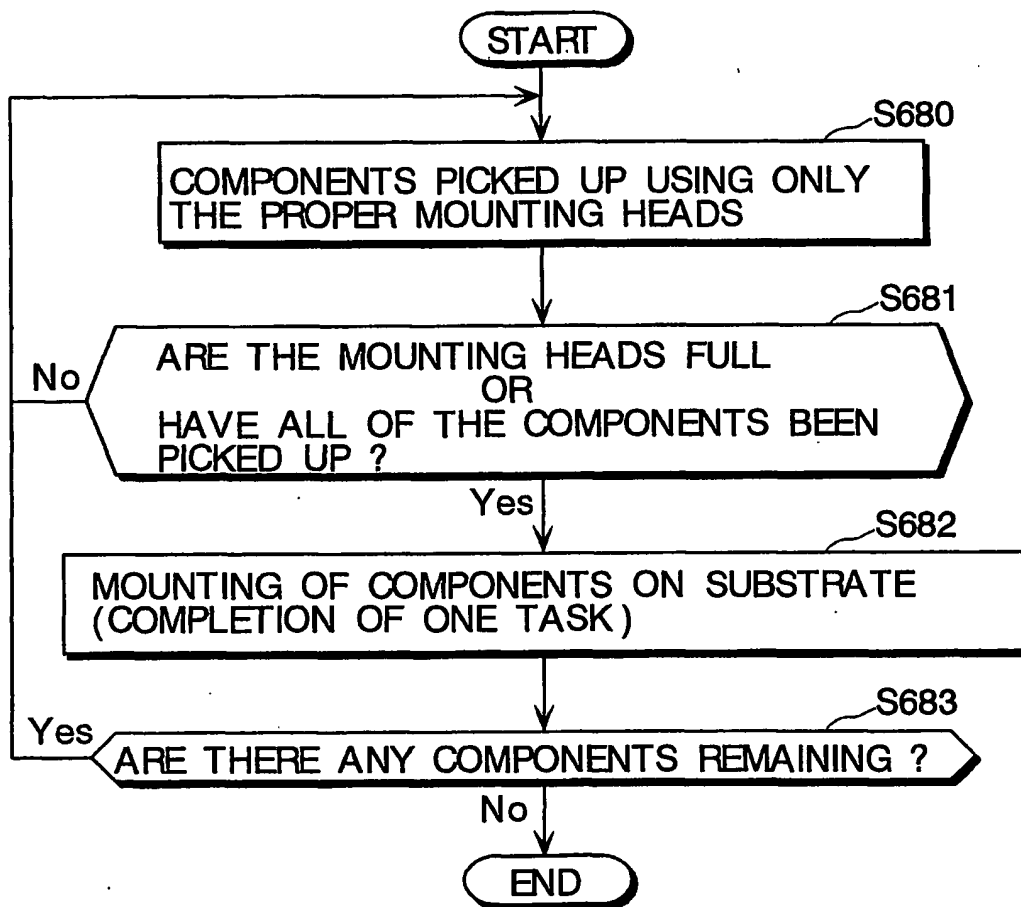 START
S680
COMPONENTS PICKED UP USING ONLY
THE PROPER MOUNTING HEADS
S681
ARE THE MOUNTING HEADS FULL
OR
HAVE ALL OF THE COMPONENTS BEEN
PICKED UP ?
No
Yes
S682
MOUNTING OF COMPONENTS ON SUBSTRATE
(COMPLETION OF ONE TASK)
S683
Yes
ARE THERE ANY COMPONENTS REMAINING ?
No
END